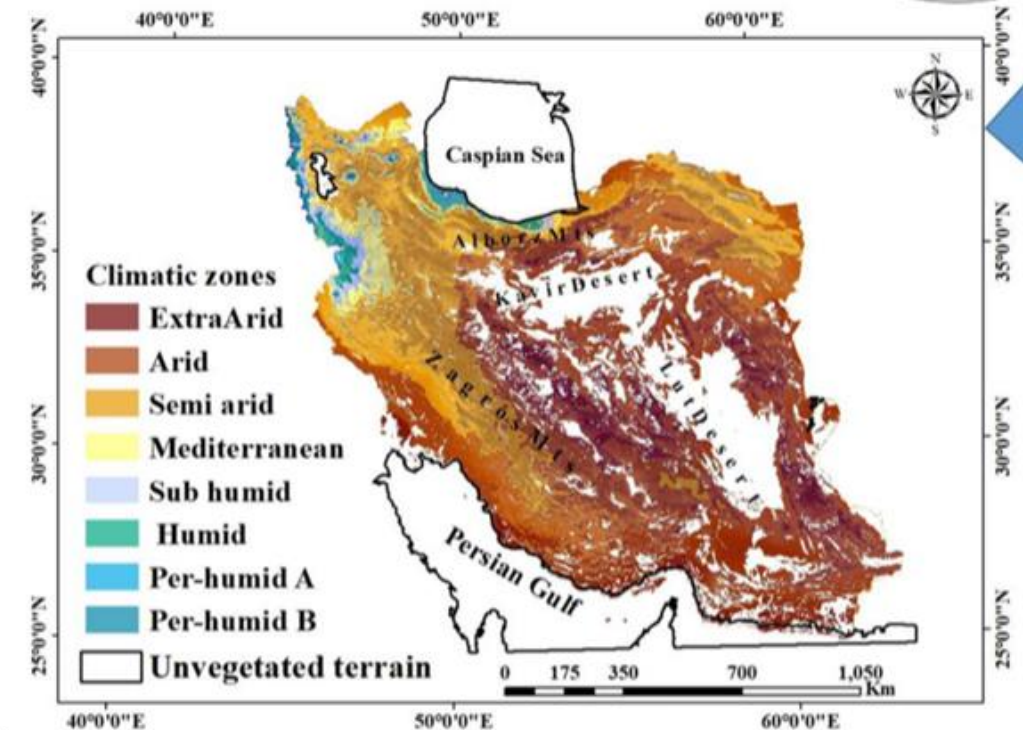 40°0'0"E 50°0'0"E 60°0'0"E
40°0'0"N
35°0'0"N
30°0'0"N
25°0'0"N
40°0'0"N
35°0'0"N
30°0'0"N
25°0'0"N
N
W E
S
Caspian Sea
Alborz Mts
Kavir Desert
Lut Desert
Zagros Mts
Persian Gulf
Climatic zones
ExtraArid
Arid
Semi arid
Mediterranean
Sub humid
Humid
Per-humid A
Per-humid B
Unvegetated terrain
0 175 350 700 1,050
Km
40°0'0"E 50°0'0"E 60°0'0"E